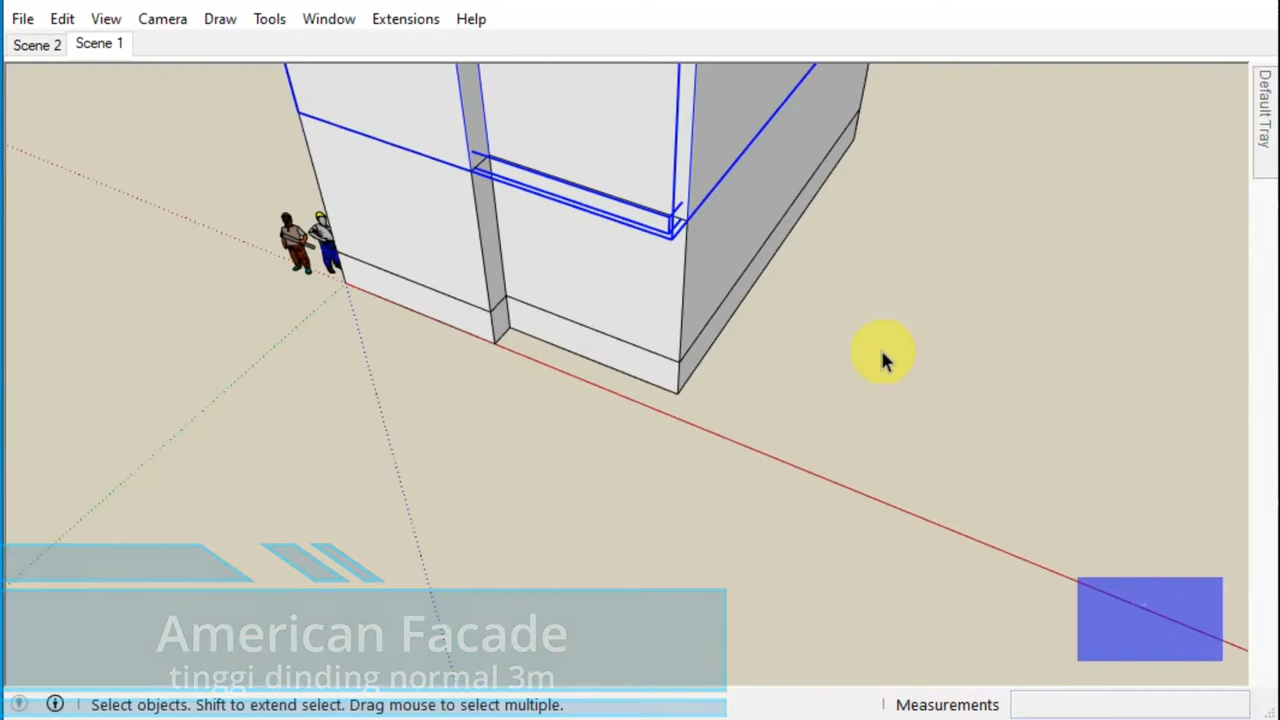 File Edit View Camera Draw Tools Window Extensions Help
Scene 2 Scene 1
Default Tray
American Facade
tinggi dinding normal 3m
Select objects. Shift to extend select. Drag mouse to select multiple.
Measurements